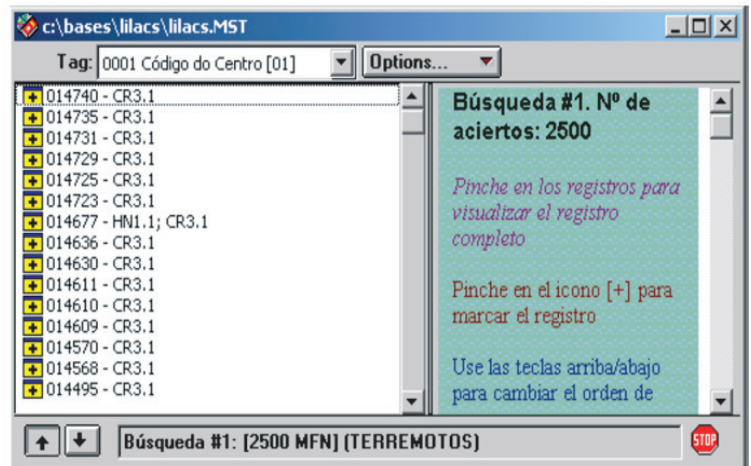 c:\bases\lilacs\lilacs.MST
Tag: 0001 Código do Centro [01] Options...
014740 - CR3.1
014735 - CR3.1
014731 - CR3.1
014729 - CR3.1
014725 - CR3.1
014723 - CR3.1
014677 - HN1.1; CR3.1
014636 - CR3.1
014630 - CR3.1
014611 - CR3.1
014610 - CR3.1
014609 - CR3.1
014570 - CR3.1
014568 - CR3.1
014495 - CR3.1
Búsqueda #1. Nº de
aciertos: 2500
Pinche en los registros para
visualizar el registro
completo
Pinche en el icono [+] para
marcar el registro
Use las teclas arriba/abajo
para cambiar el orden de
Búsqueda #1: [2500 MFN] (TERREMOTOS)
STOP